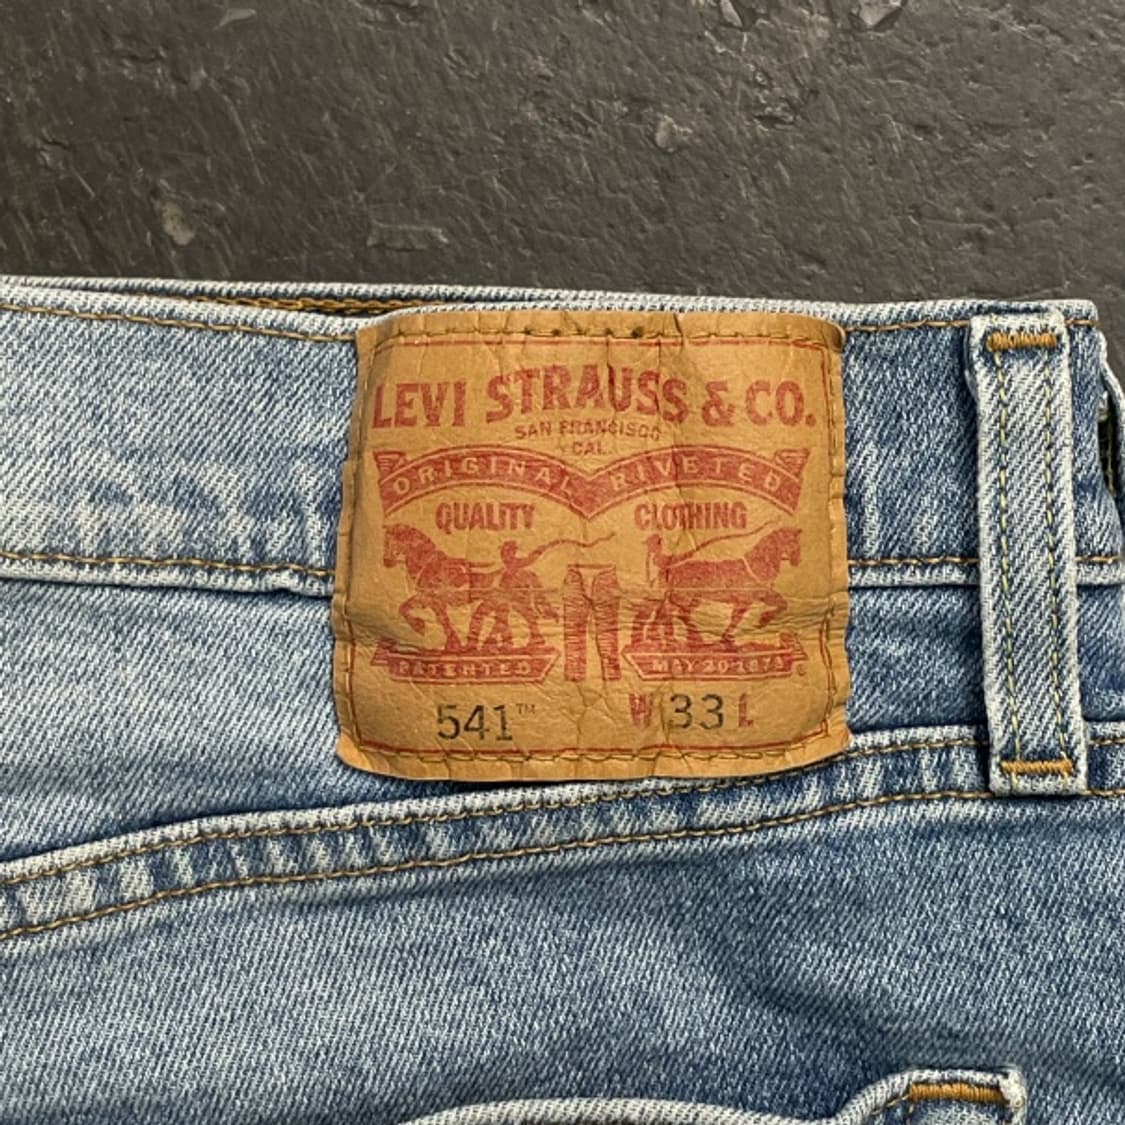 LEVI STRAUSS & CO.
SAN FRANCISCO
CAL.
ORIGINAL RIVETED
QUALITY CLOTHING
PATENTED MAY 20 1873
541™ W 33 L